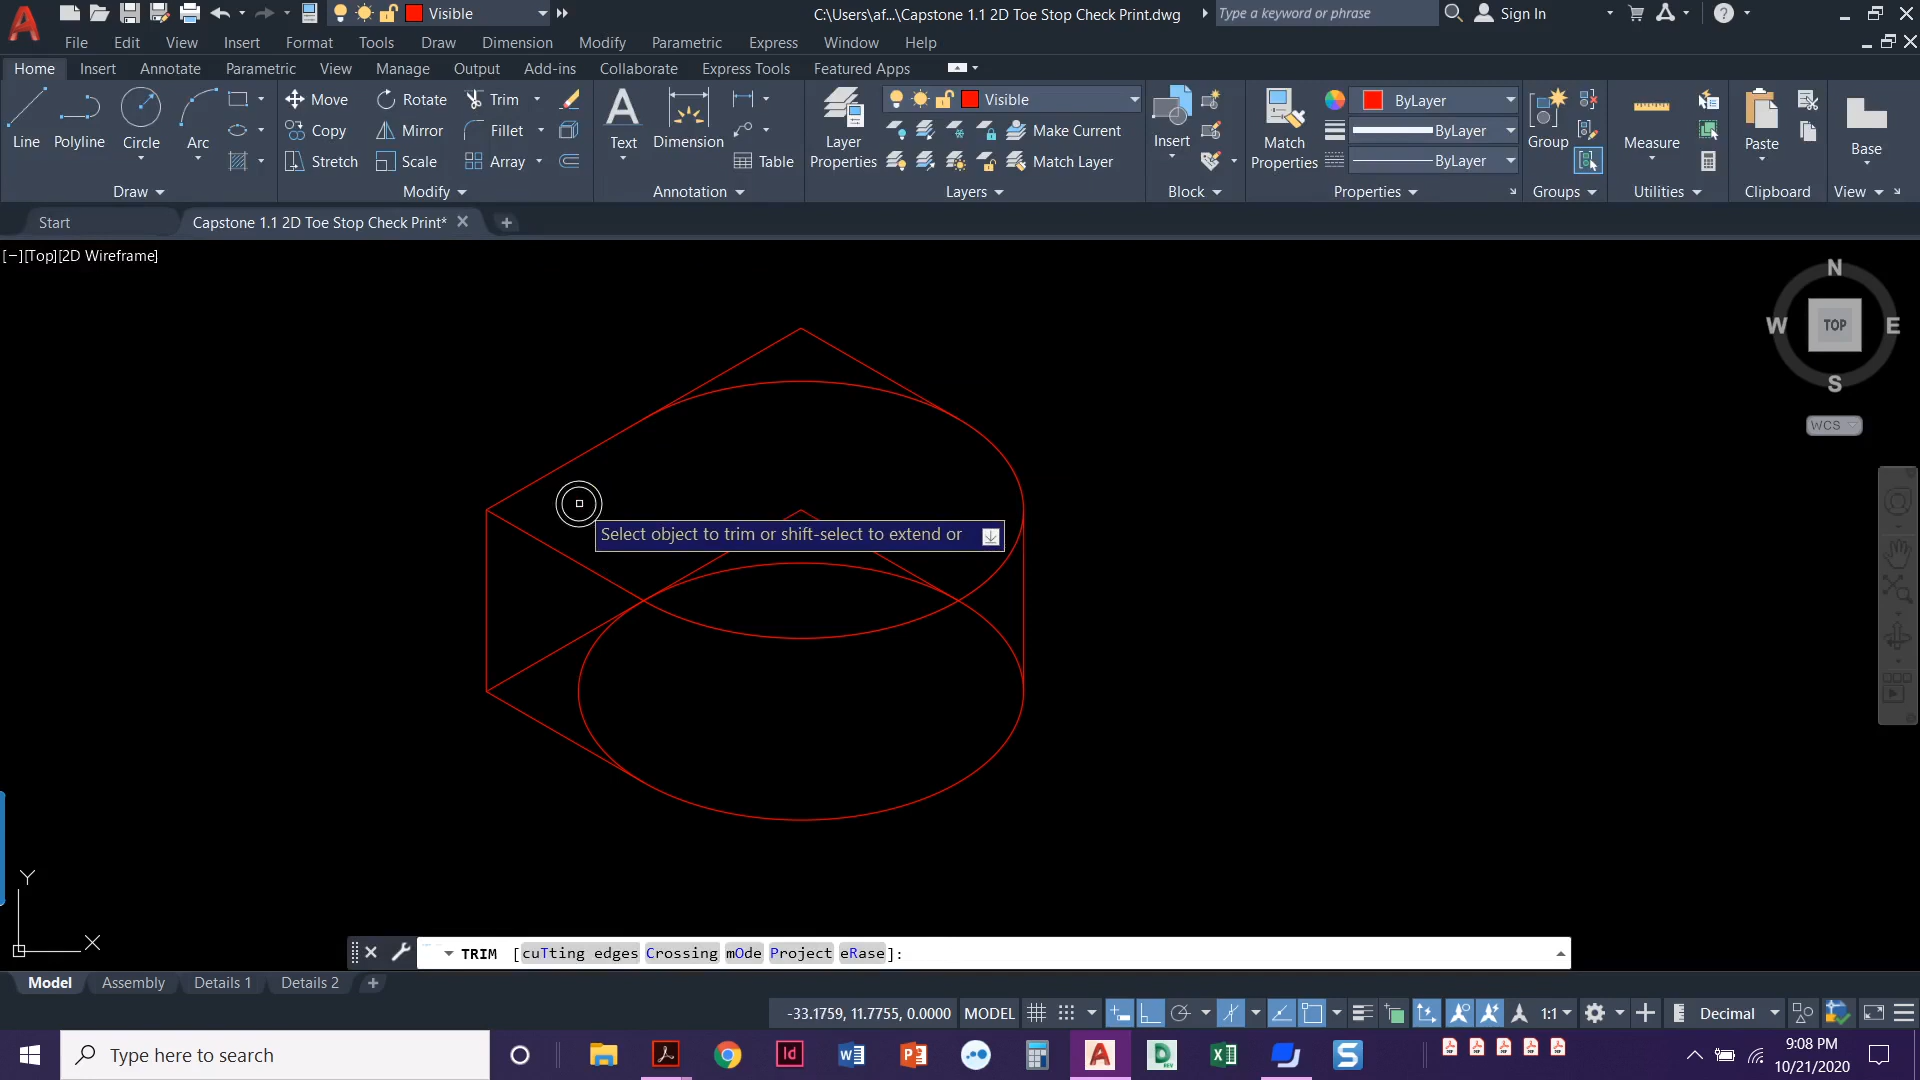 Visible
C:\Users\af...\Capstone 1.1 2D Toe Stop Check Print.dwg
Type a keyword or phrase
Sign In
File Edit View Insert Format Tools Draw Dimension Modify Parametric Express Window Help
Home Insert Annotate Parametric View Manage Output Add-ins Collaborate Express Tools Featured Apps
Line Polyline Circle Arc
Move Rotate Trim
Copy Mirror Fillet
Stretch Scale Array
Text Dimension Table
Layer Properties
Visible
Make Current
Match Layer
Insert
Match Properties
ByLayer
ByLayer
ByLayer
Group
Measure
Paste
Base
Draw Modify Annotation Layers Block Properties Groups Utilities Clipboard View
Start
Capstone 1.1 2D Toe Stop Check Print*
[−][Top][2D Wireframe]
N
W TOP E
S
WCS
Select object to trim or shift-select to extend or
Y
X
TRIM [cuTting edges Crossing mOde Project eRase]:
Model Assembly Details 1 Details 2
-33.1759, 11.7755, 0.0000 MODEL 1:1 Decimal
Type here to search
9:08 PM
10/21/2020